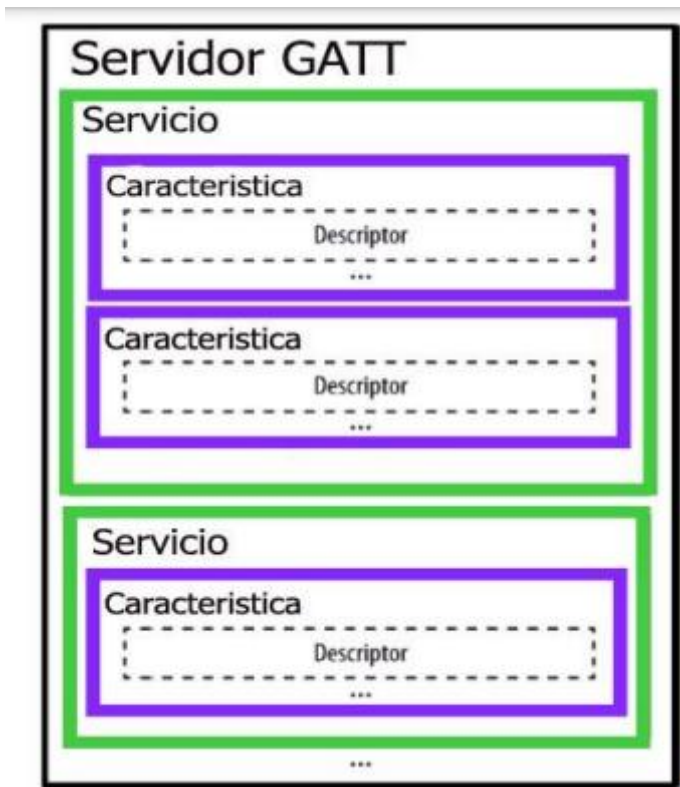 Servidor GATT
Servicio
Caracteristica
Descriptor
...
Caracteristica
Descriptor
...
Servicio
Caracteristica
Descriptor
...
...